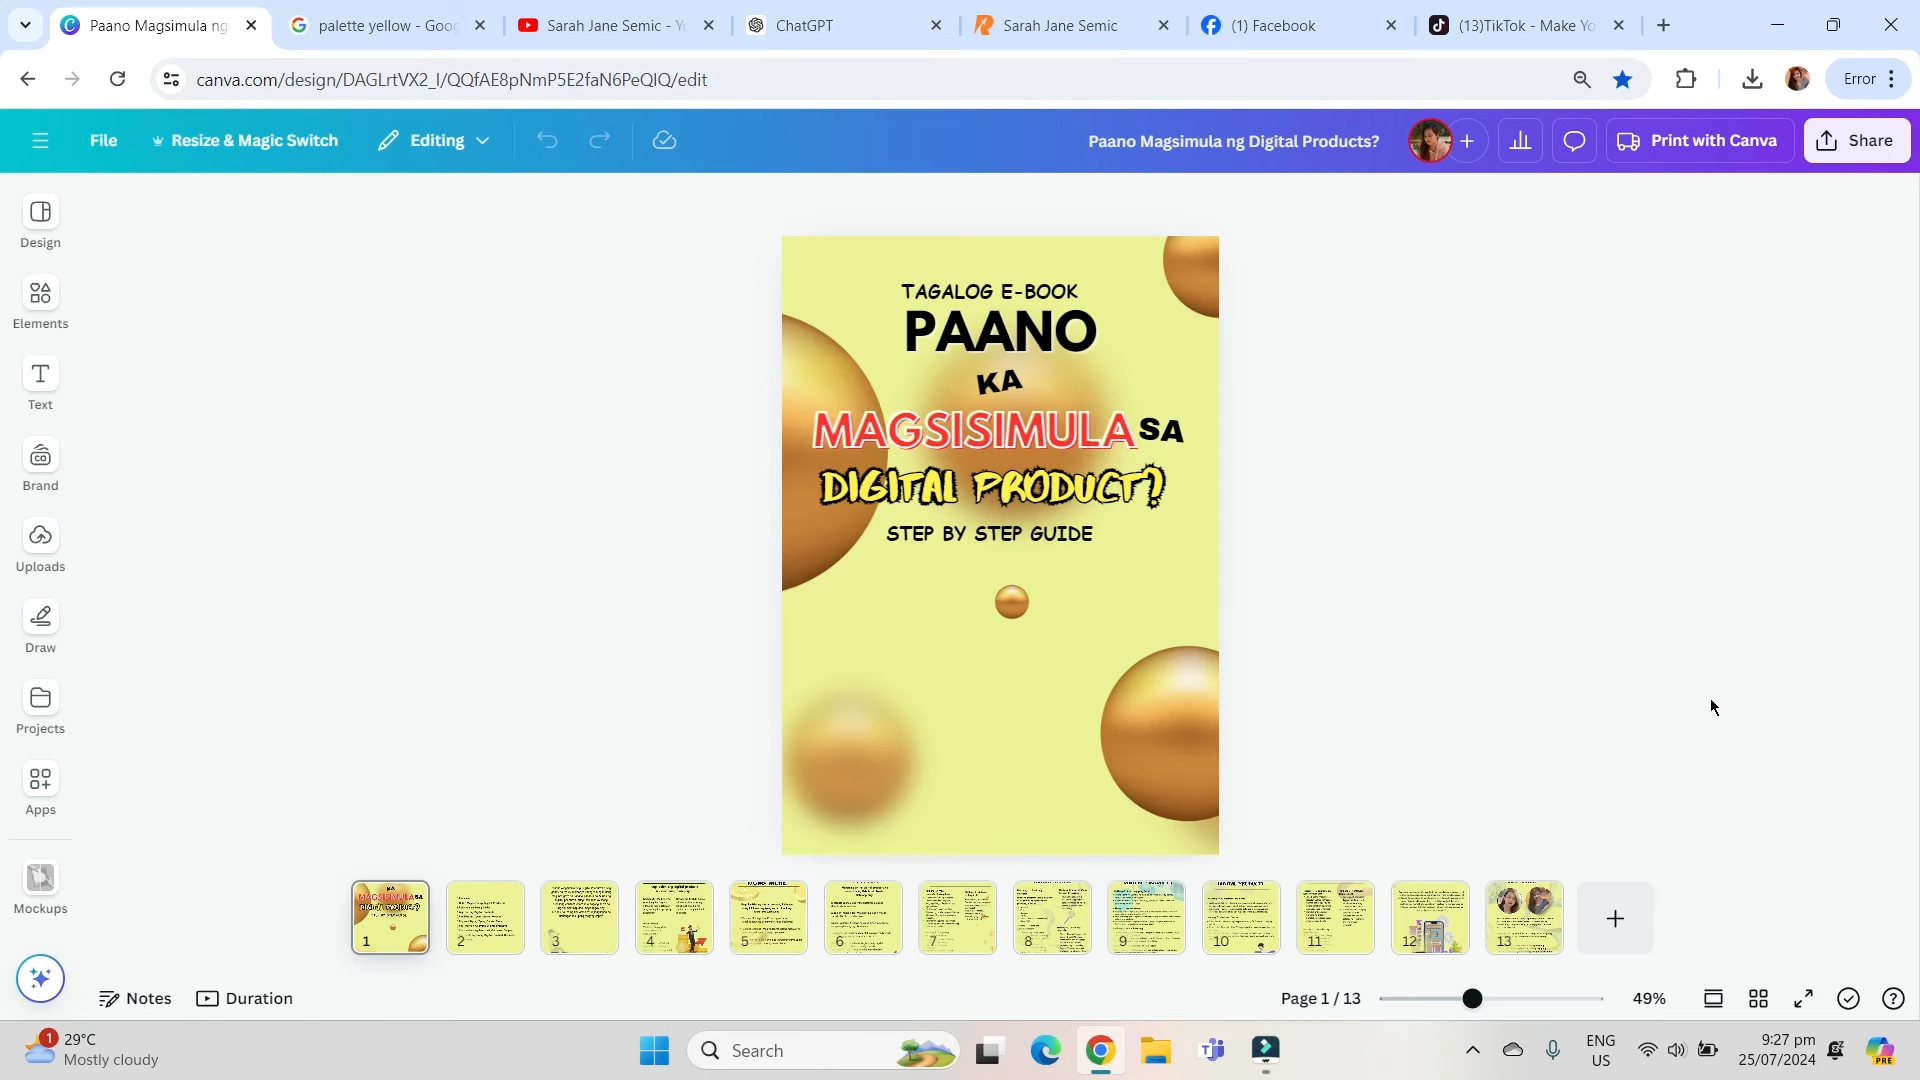 Paano Magsimula ng
palette yellow - Goog
Sarah Jane Semic - Yo
ChatGPT
Sarah Jane Semic
(1) Facebook
(13)TikTok - Make Yo
canva.com/design/DAGLrtVX2_I/QQfAE8pNmP5E2faN6PeQIQ/edit
Error
File
Resize & Magic Switch
Editing
Paano Magsimula ng Digital Products?
Print with Canva
Share
Design
Elements
Text
Brand
Uploads
Draw
Projects
Apps
Mockups
TAGALOG E-BOOK
PAANO
KA
MAGSISIMULA SA
DIGITAL PRODUCT?
STEP BY STEP GUIDE
1
2
3
4
5
6
7
8
9
10
11
12
13
Notes
Duration
Page 1 / 13
49%
1
29°C
Mostly cloudy
Search
ENG
US
9:27 pm
25/07/2024
PRE